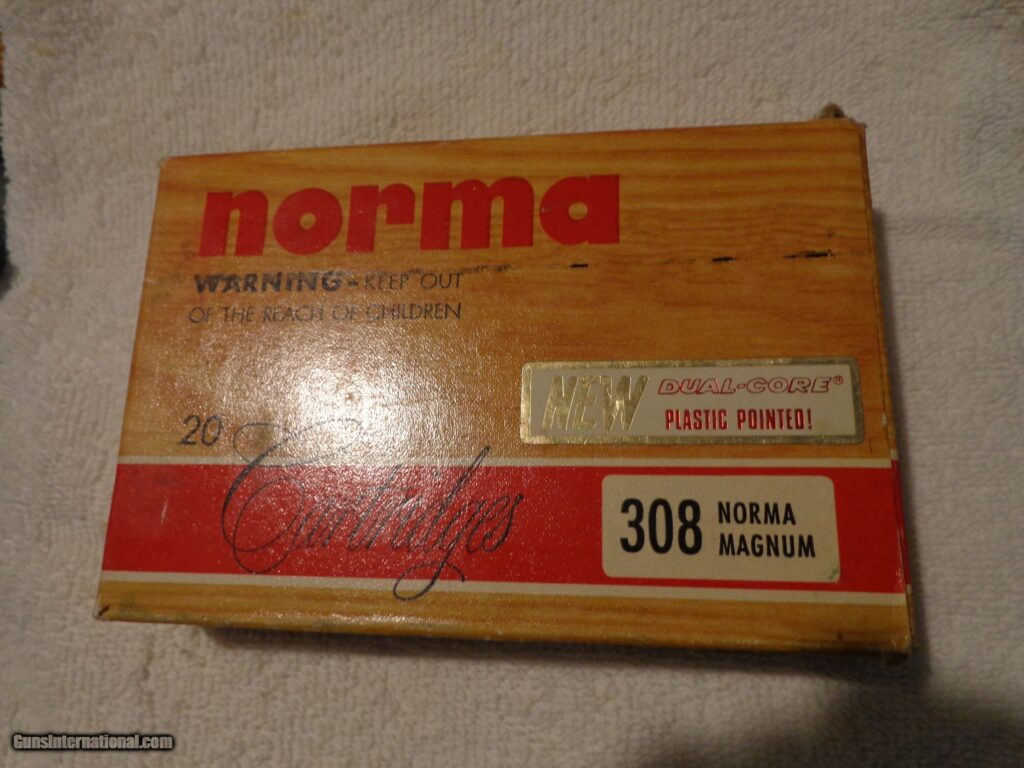 norma
WARNING - KEEP OUT
OF THE REACH OF CHILDREN
NEW DUAL-CORE®
PLASTIC POINTED!
20 Cartridges
308 NORMA
MAGNUM
GunsInternational.com